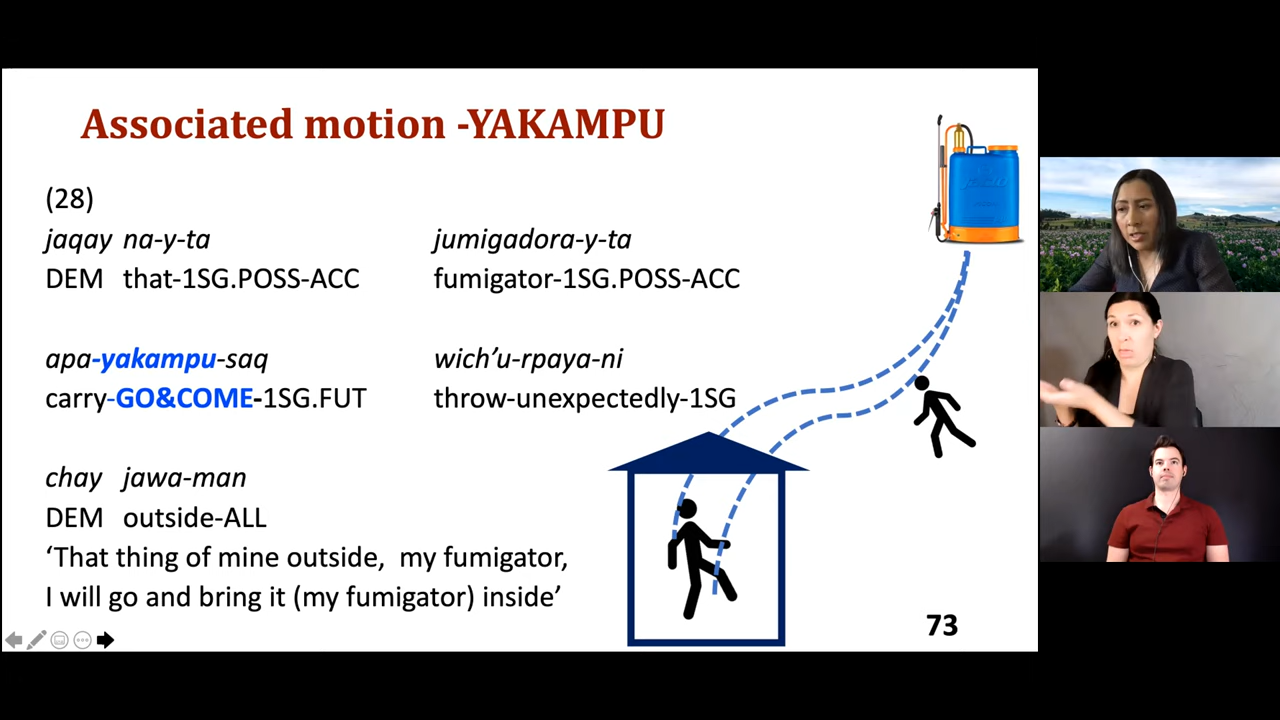 Associated motion -YAKAMPU
(28)
jaqay na-y-ta jumigadora-y-ta
DEM that-1SG.POSS-ACC fumigator-1SG.POSS-ACC
apa-yakampu-saq wich’u-rpaya-ni
carry-GO&COME-1SG.FUT throw-unexpectedly-1SG
chay jawa-man
DEM outside-ALL
‘That thing of mine outside, my fumigator,
I will go and bring it (my fumigator) inside’
73